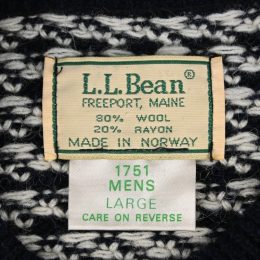 L.L.Bean®
FREEPORT, MAINE
80% WOOL
20% RAYON
MADE IN NORWAY
1751
MENS
LARGE
CARE ON REVERSE